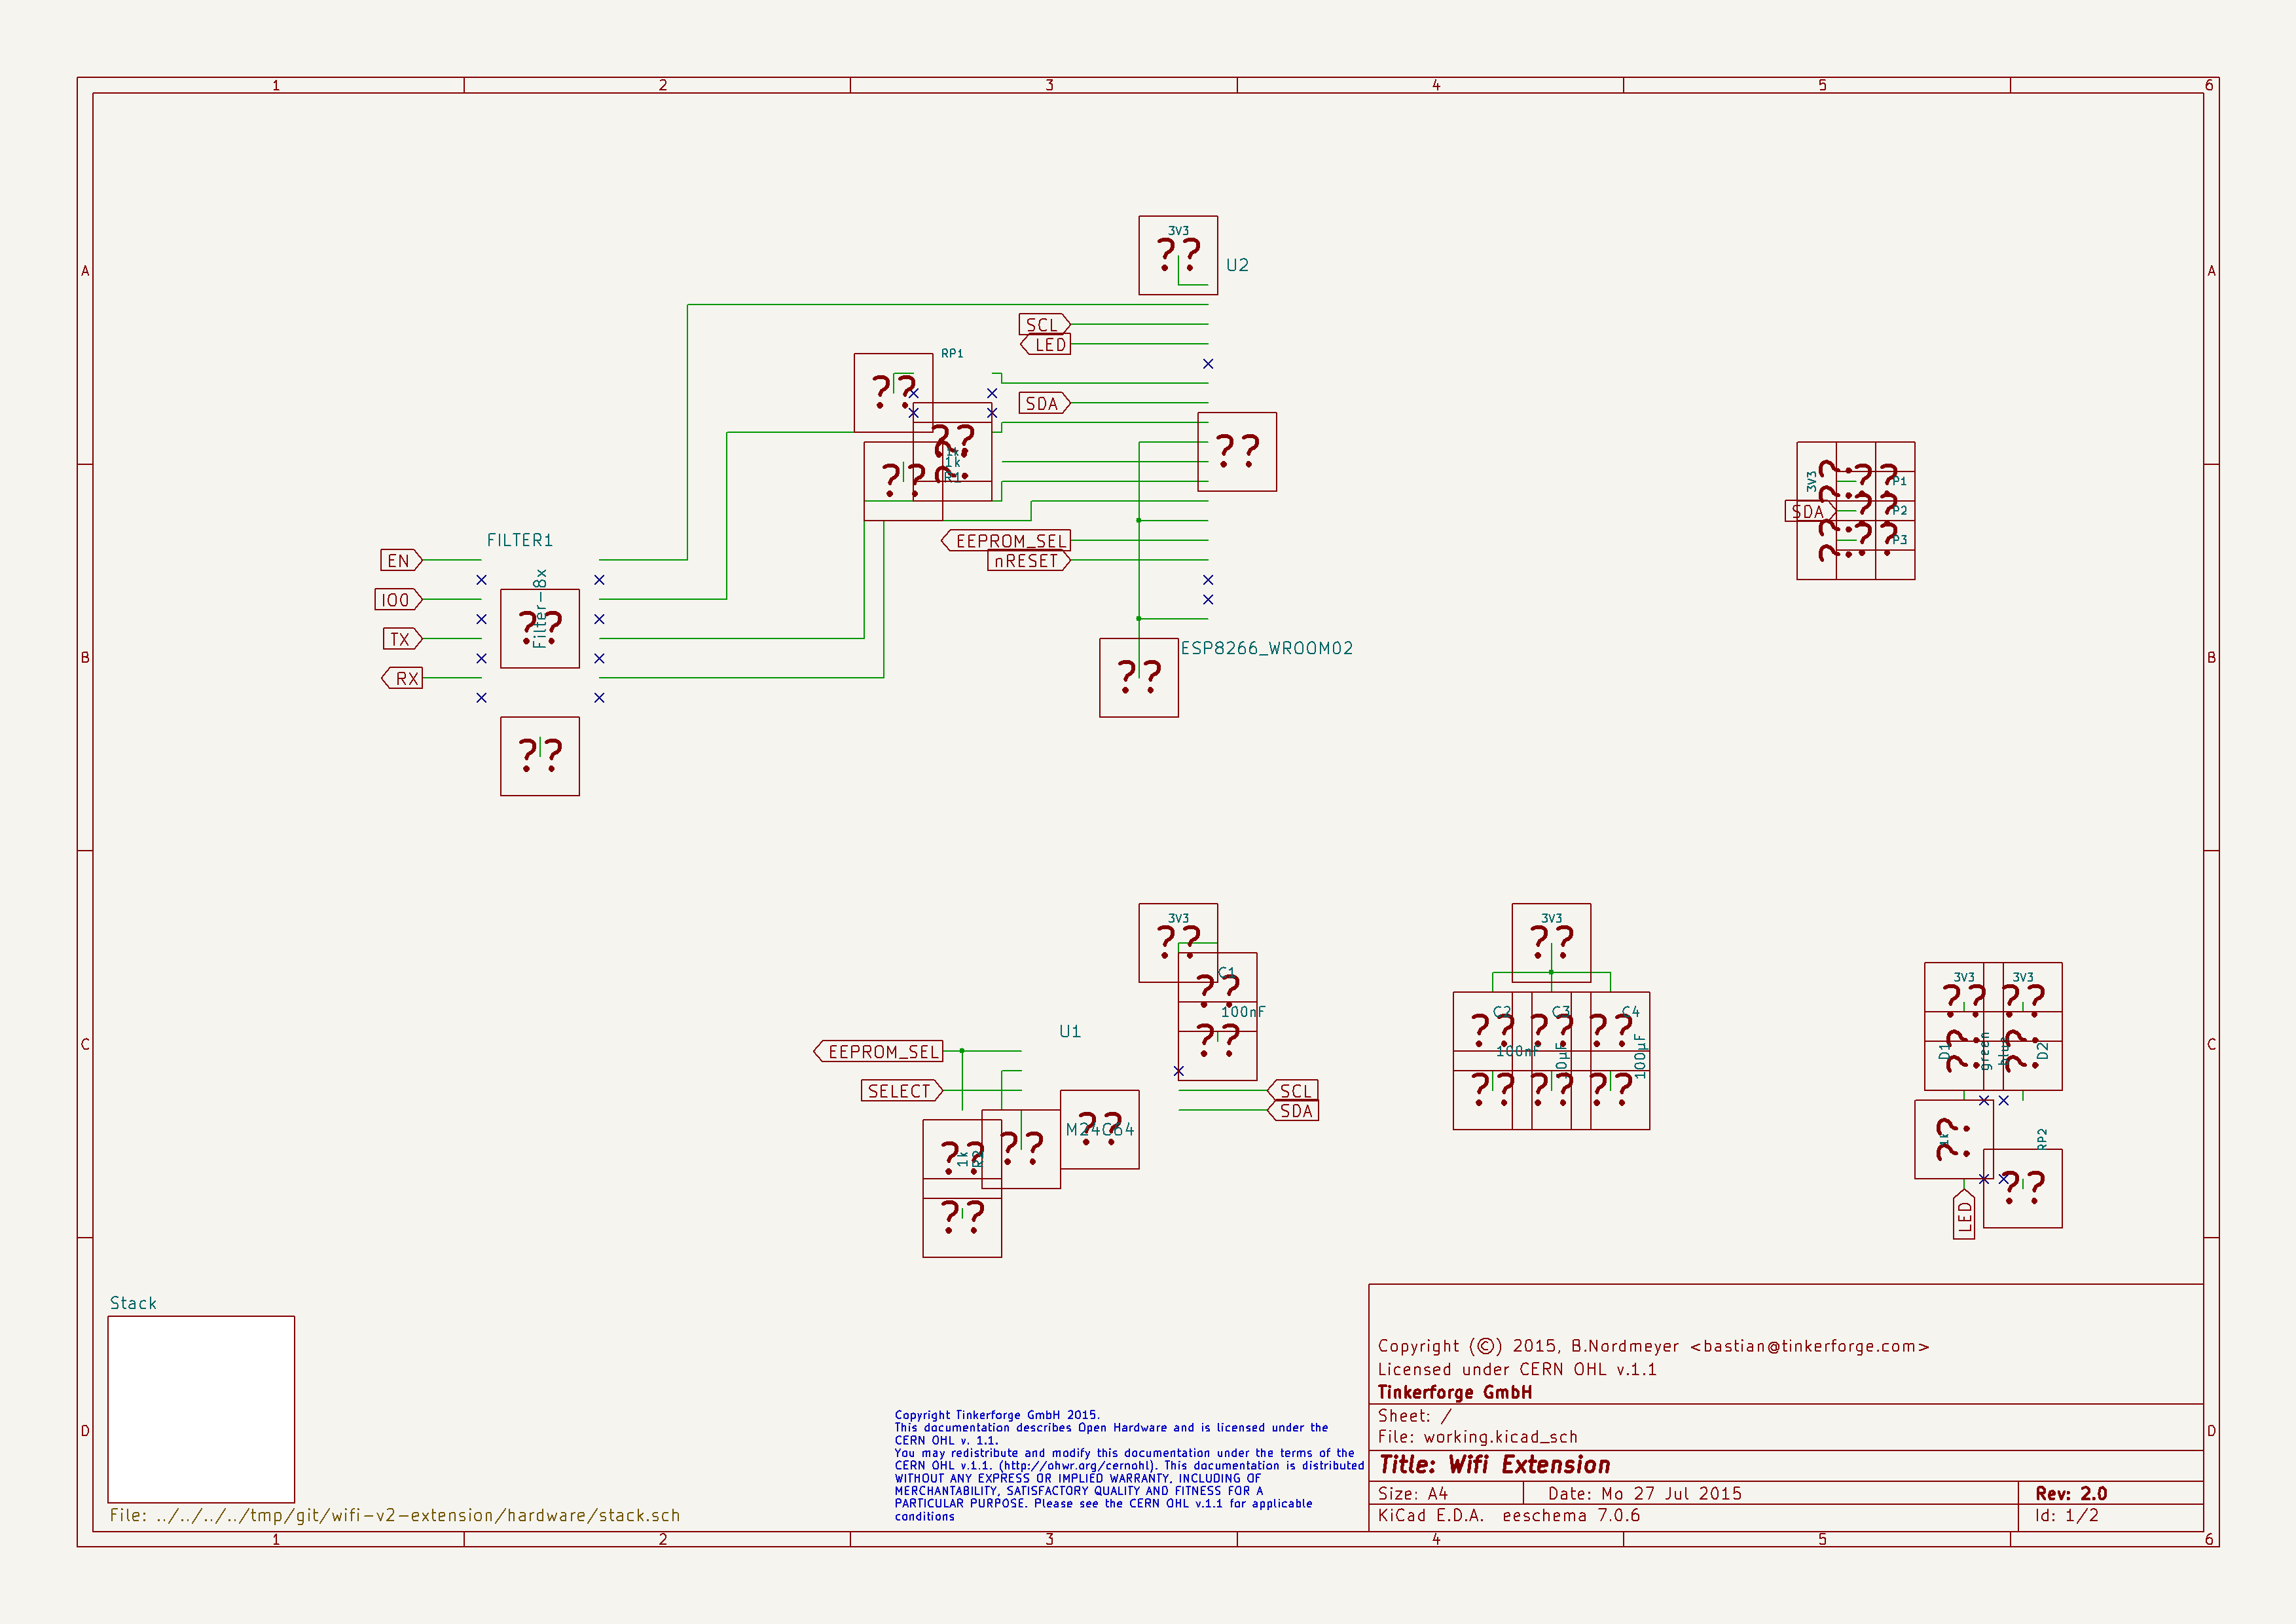 1 2 3 4 5 6
A A
3V3
??
U2
SCL
LED
RP1
??
SDA
??
??
1k
R1
??
??
3V3
?? P1
SDA ?? P2
?? P3
EEPROM_SEL
nRESET
FILTER1
EN
IO0
TX
RX
Filter-8x
??
B B
ESP8266_WROOM02
??
??
3V3
??
C1
??
100nF
??
3V3
??
C2 C3 C4
?? ?? ??
100nF 10µF 100µF
?? ?? ??
3V3 3V3
?? ??
D1 green blue D2
U1
C C
EEPROM_SEL
SELECT
SCL
SDA
M24C64
??
??
??
1k
??
1k
RP2
??
LED
Stack
File: ../../../../tmp/git/wifi-v2-extension/hardware/stack.sch
Copyright Tinkerforge GmbH 2015.
This documentation describes Open Hardware and is licensed under the
CERN OHL v. 1.1.
You may redistribute and modify this documentation under the terms of the
CERN OHL v.1.1. (http://ohwr.org/cernohl). This documentation is distributed
WITHOUT ANY EXPRESS OR IMPLIED WARRANTY, INCLUDING OF
MERCHANTABILITY, SATISFACTORY QUALITY AND FITNESS FOR A
PARTICULAR PURPOSE. Please see the CERN OHL v.1.1 for applicable
conditions
Copyright (©) 2015, B.Nordmeyer <bastian@tinkerforge.com>
Licensed under CERN OHL v.1.1
Tinkerforge GmbH
Sheet: /
File: working.kicad_sch
Title: Wifi Extension
Size: A4 Date: Mo 27 Jul 2015 Rev: 2.0
KiCad E.D.A. eeschema 7.0.6 Id: 1/2
D D
1 2 3 4 5 6